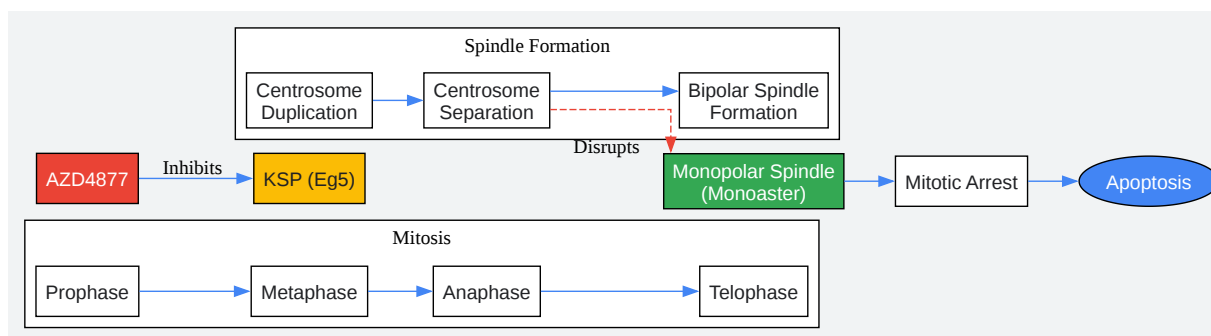 Spindle Formation
Centrosome
Duplication
Centrosome
Separation
Bipolar Spindle
Formation
Disrupts
AZD4877
Inhibits
KSP (Eg5)
Monopolar Spindle
(Monoaster)
Mitotic Arrest
Apoptosis
Mitosis
Prophase
Metaphase
Anaphase
Telophase